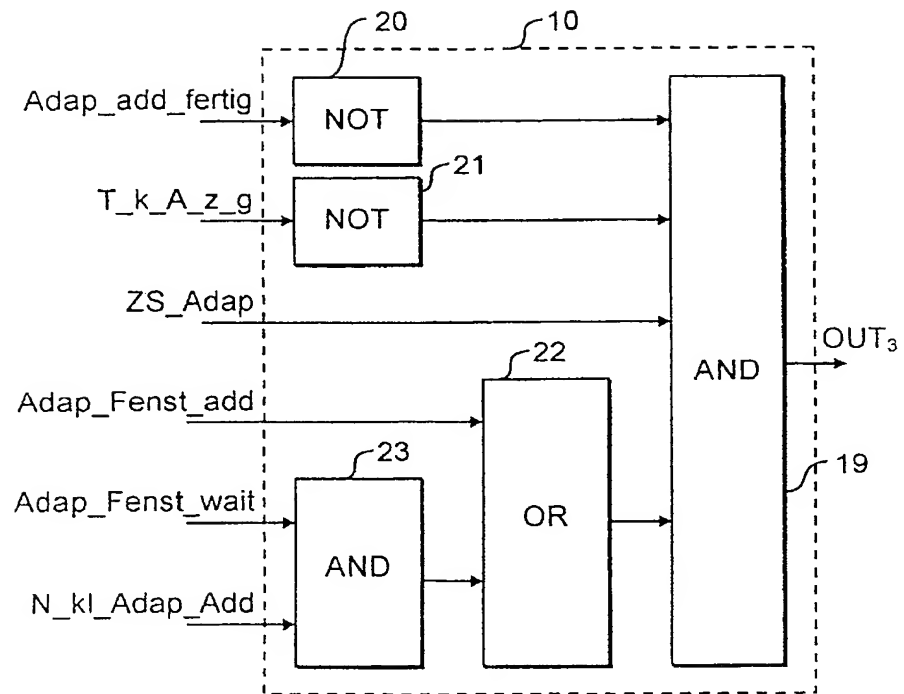 20
10
Adap_add_fertig
NOT
21
T_k_A_z_g
NOT
ZS_Adap
22
OUT₃
AND
Adap_Fenst_add
23
19
Adap_Fenst_wait
OR
AND
N_kl_Adap_Add